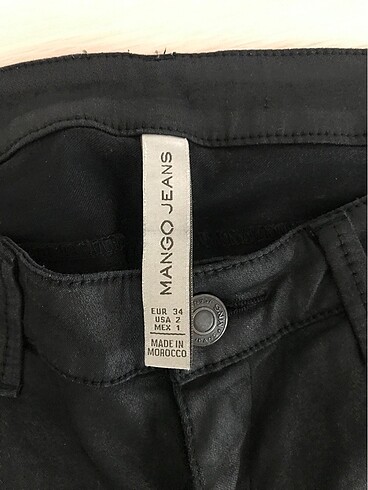 MANGO JEANS
EUR 34
USA 2
MEX 1
MADE IN
MOROCCO